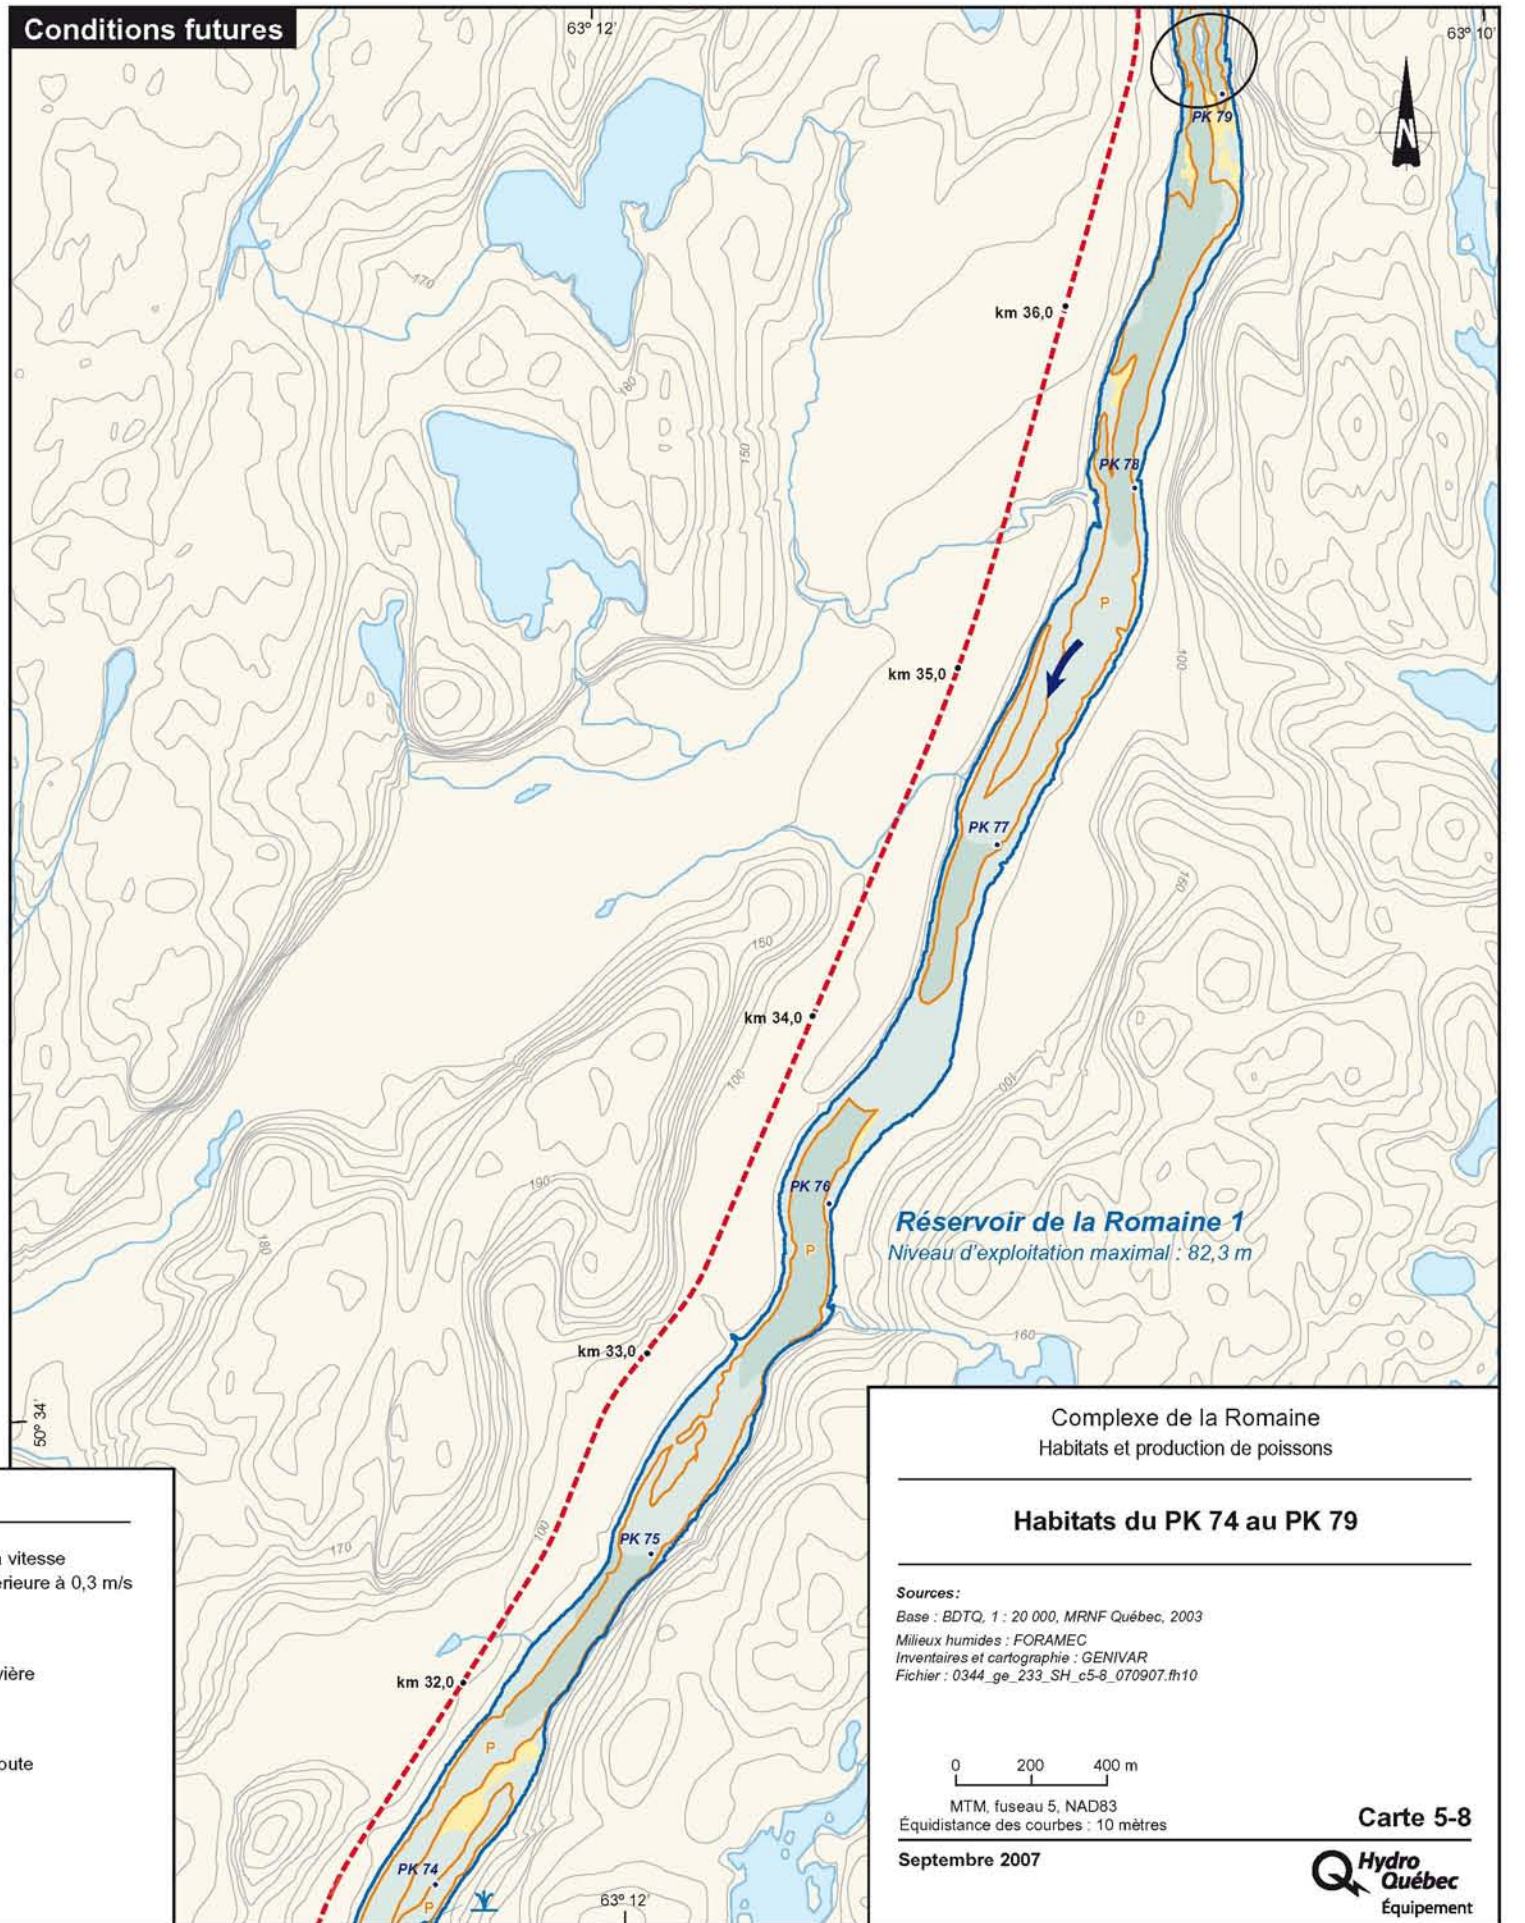 Conditions futures
63° 12'
63° 10'
N
PK 79
170
km 36,0
180
150
PK 78
P
100
km 35,0
PK 77
160
150
km 34,0
100
100
PK 76
190
Réservoir de la Romaine 1
Niveau d'exploitation maximal : 82,3 m
180
P
160
km 33,0
50° 34'
PK 75
100
170
km 32,0
P
PK 74
P
63° 12'
vitesse
rieure à 0,3 m/s
vière
oute
Complexe de la Romaine
Habitats et production de poissons
Habitats du PK 74 au PK 79
Sources :
Base : BDTQ, 1 : 20 000, MRNF Québec, 2003
Milieux humides : FORAMEC
Inventaires et cartographie : GENIVAR
Fichier : 0344_ge_233_SH_c5-8_070907.fh10
0 200 400 m
MTM, fuseau 5, NAD83
Équidistance des courbes : 10 mètres
Carte 5-8
Septembre 2007
Hydro
Québec
Équipement